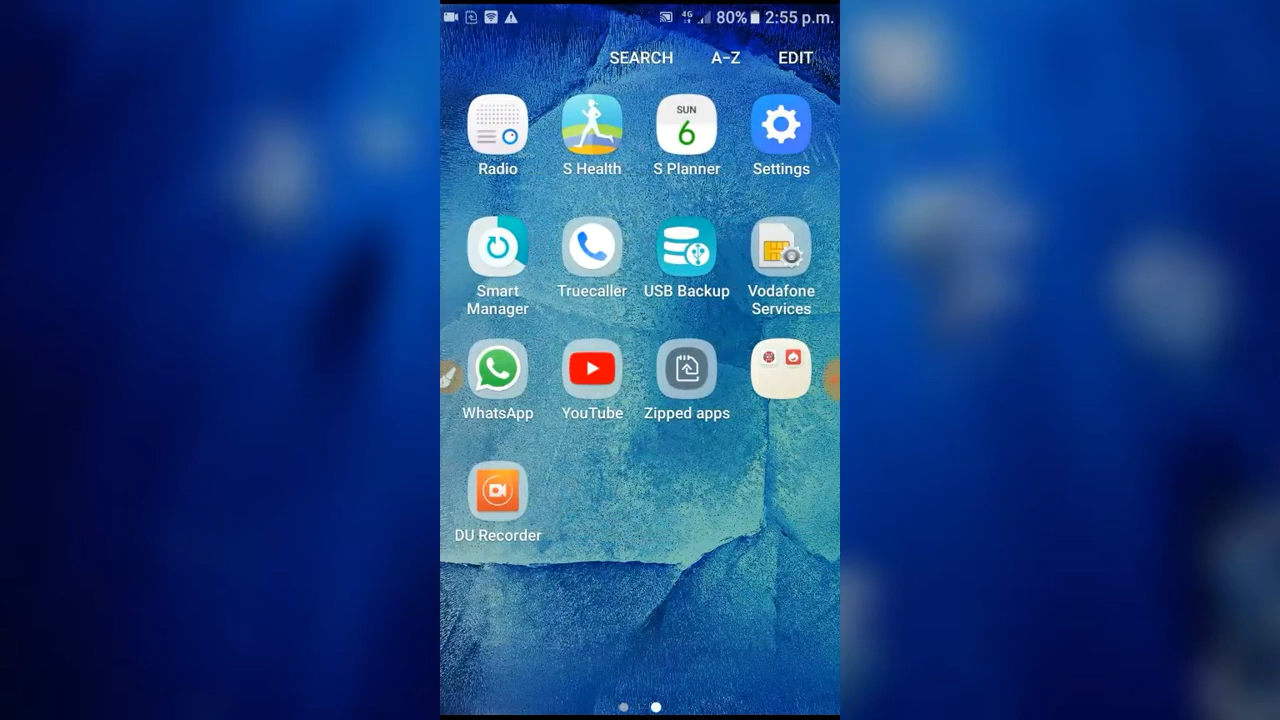 4G 80% 2:55 p.m.
SEARCH A-Z EDIT
SUN
6
Radio S Health S Planner Settings
Smart Manager Truecaller USB Backup Vodafone Services
WhatsApp YouTube Zipped apps
DU Recorder